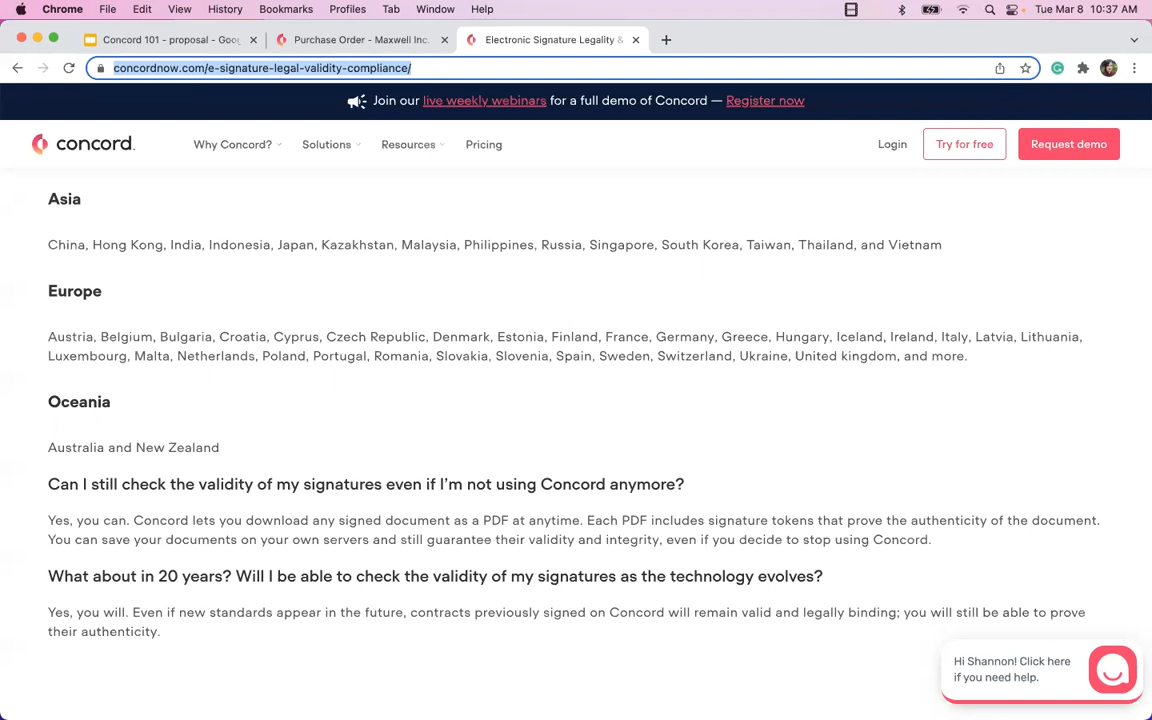 Chrome File Edit View History Bookmarks Profiles Tab Window Help Tue Mar 8 10:37 AM
Concord 101 - proposal - Goo Purchase Order - Maxwell Inc. Electronic Signature Legality &
concordnow.com/e-signature-legal-validity-compliance/
Join our live weekly webinars for a full demo of Concord — Register now
concord. Why Concord? Solutions Resources Pricing Login Try for free Request demo
Asia
China, Hong Kong, India, Indonesia, Japan, Kazakhstan, Malaysia, Philippines, Russia, Singapore, South Korea, Taiwan, Thailand, and Vietnam
Europe
Austria, Belgium, Bulgaria, Croatia, Cyprus, Czech Republic, Denmark, Estonia, Finland, France, Germany, Greece, Hungary, Iceland, Ireland, Italy, Latvia, Lithuania,
Luxembourg, Malta, Netherlands, Poland, Portugal, Romania, Slovakia, Slovenia, Spain, Sweden, Switzerland, Ukraine, United kingdom, and more.
Oceania
Australia and New Zealand
Can I still check the validity of my signatures even if I'm not using Concord anymore?
Yes, you can. Concord lets you download any signed document as a PDF at anytime. Each PDF includes signature tokens that prove the authenticity of the document.
You can save your documents on your own servers and still guarantee their validity and integrity, even if you decide to stop using Concord.
What about in 20 years? Will I be able to check the validity of my signatures as the technology evolves?
Yes, you will. Even if new standards appear in the future, contracts previously signed on Concord will remain valid and legally binding; you will still be able to prove
their authenticity.
Hi Shannon! Click here
if you need help.